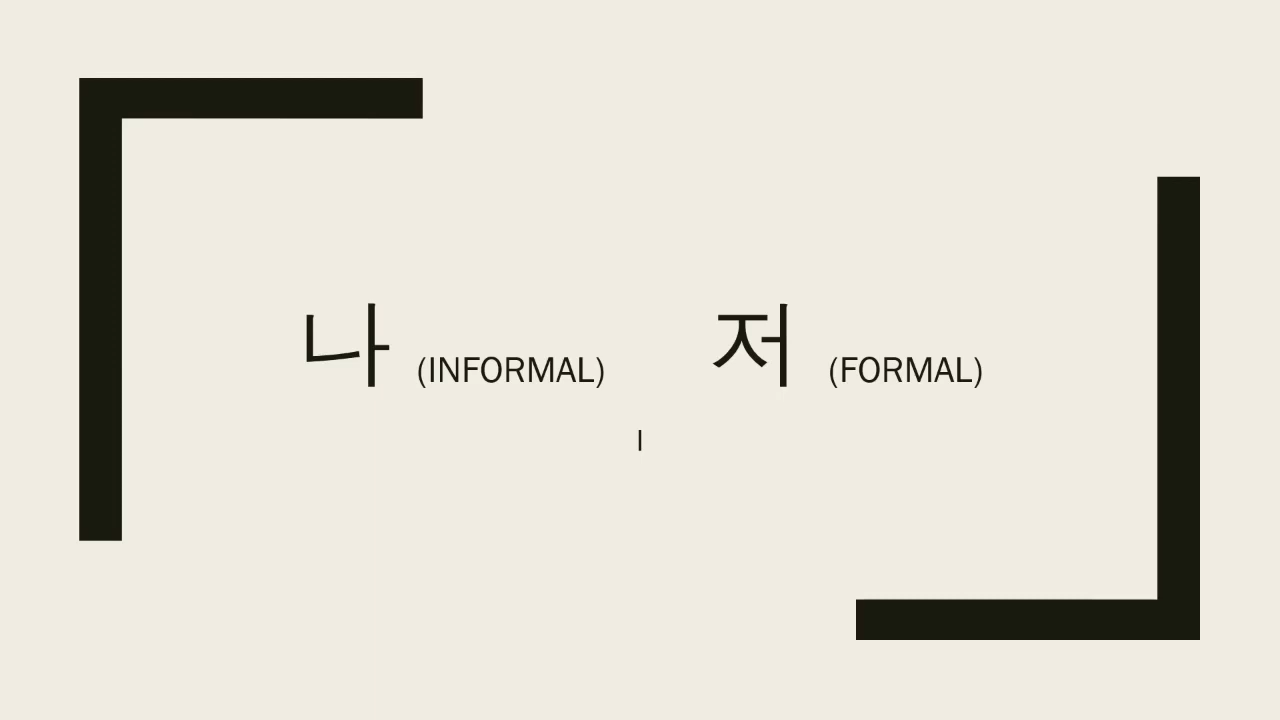 나 (INFORMAL) 저 (FORMAL)
I